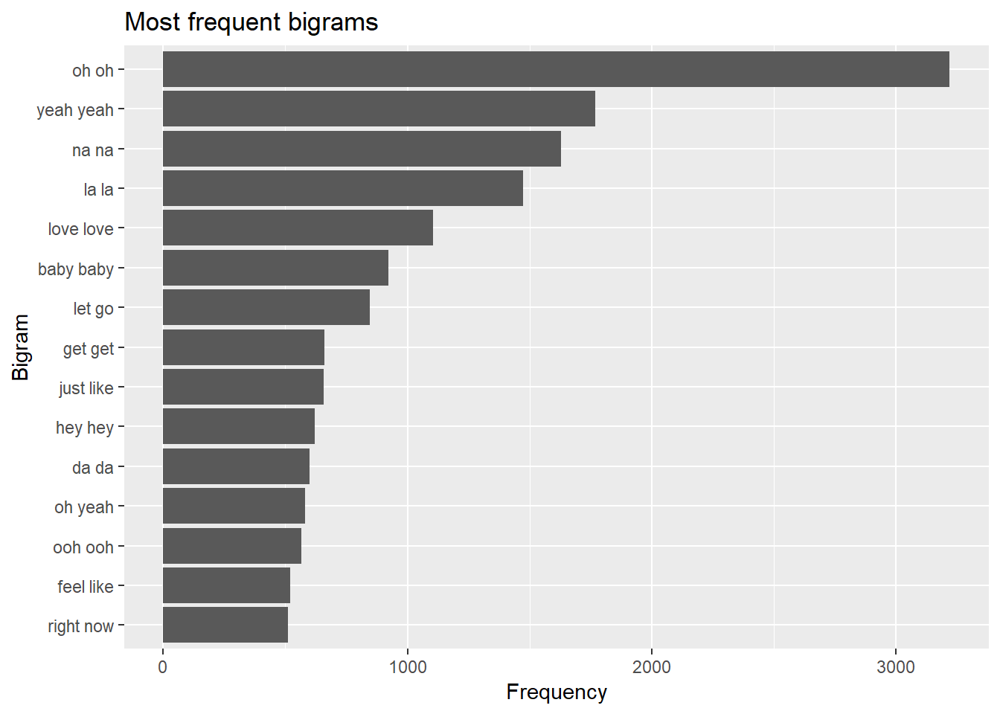 Most frequent bigrams
oh oh
yeah yeah
na na
la la
love love
baby baby
let go
get get
just like
hey hey
da da
oh yeah
ooh ooh
feel like
right now
Bigram
0 1000 2000 3000
Frequency